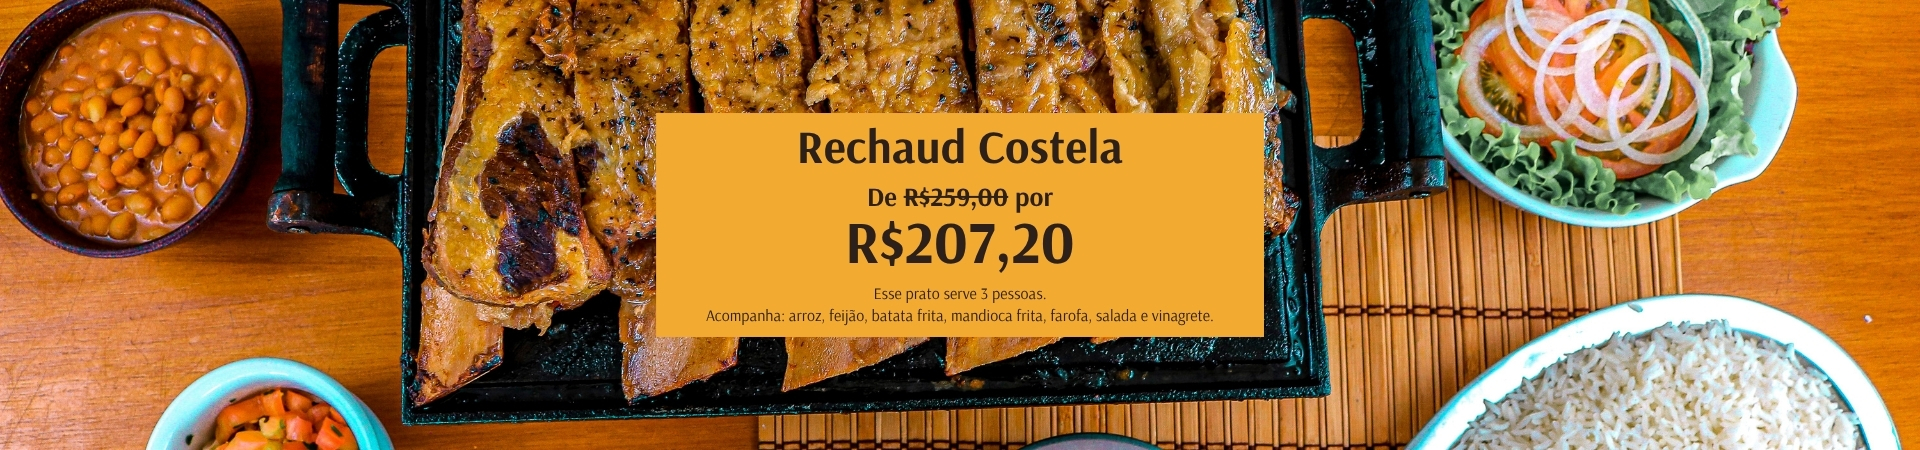 Rechaud Costela
De R$259,00 por
R$207,20
Esse prato serve 3 pessoas.
Acompanha: arroz, feijão, batata frita, mandioca frita, farofa, salada e vinagrete.